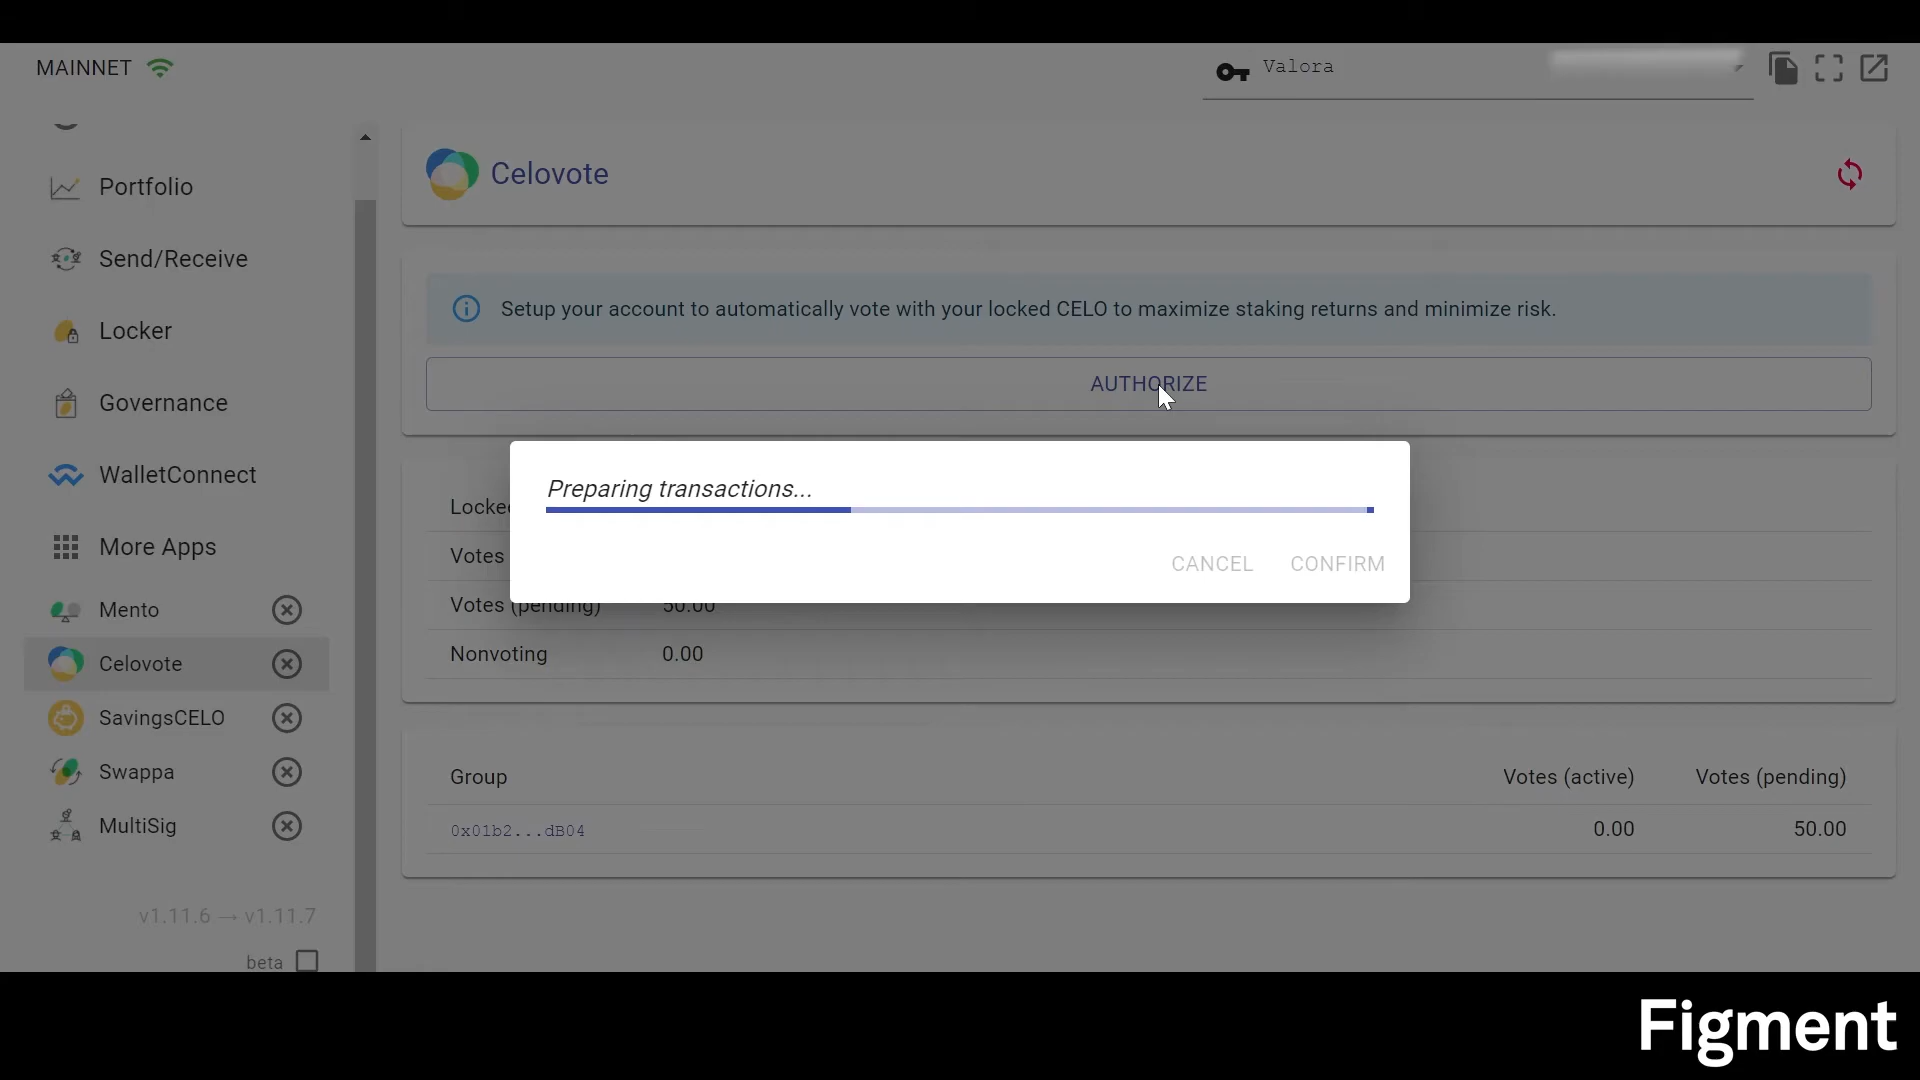 MAINNET
Valora
Portfolio
Send/Receive
Locker
Governance
WalletConnect
More Apps
Mento
Celovote
SavingsCELO
Swappa
MultiSig
v1.11.6 → v1.11.7
beta
Celovote
Setup your account to automatically vote with your locked CELO to maximize staking returns and minimize risk.
AUTHORIZE
Preparing transactions...
CANCEL CONFIRM
Locked
Votes
Votes (pending) 50.00
Nonvoting 0.00
Group Votes (active) Votes (pending)
0x01b2...dB04 0.00 50.00
Figment